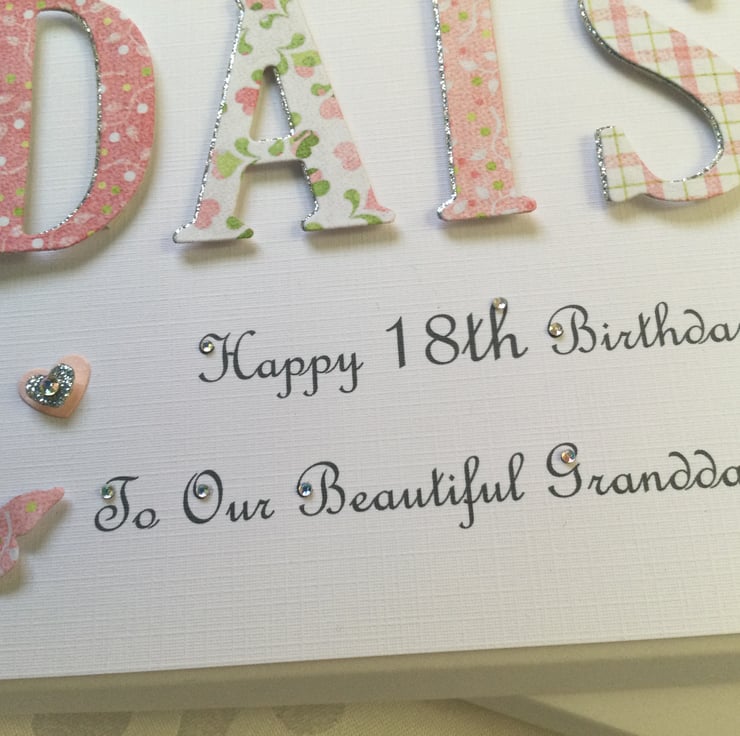 DAIS
Happy 18th Birthda
To Our Beautiful Grandda